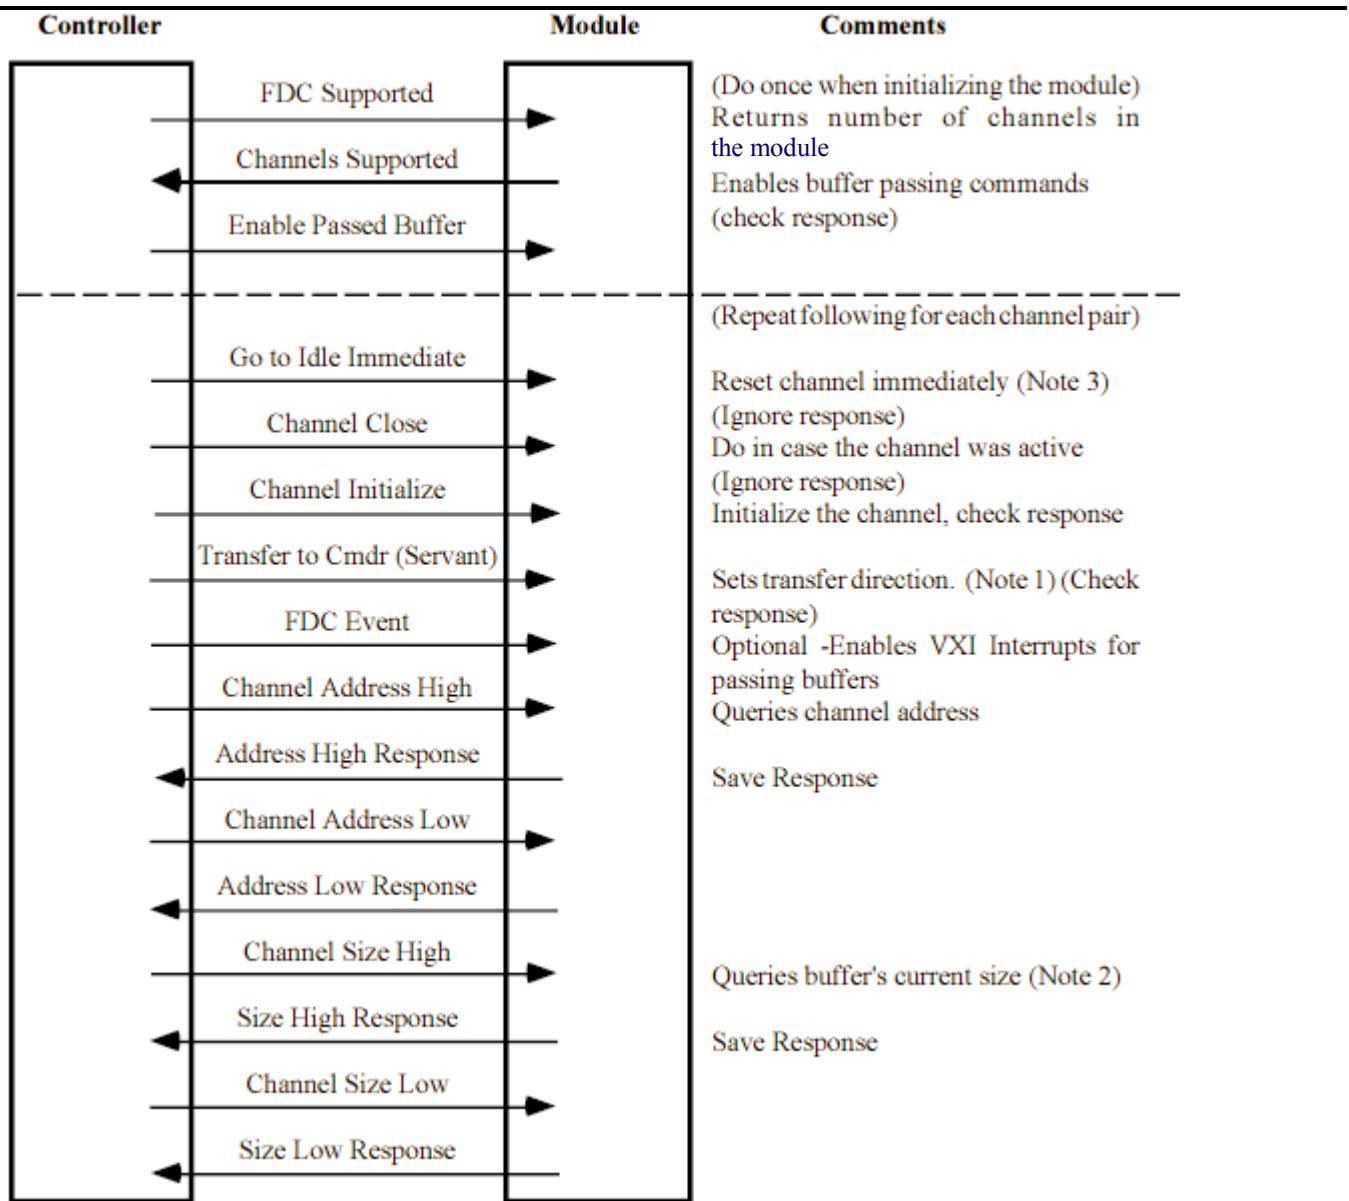 Controller Module Comments
FDC Supported
(Do once when initializing the module)
Returns number of channels in
the module
Channels Supported
Enables buffer passing commands
(check response)
Enable Passed Buffer
(Repeat following for each channel pair)
Go to Idle Immediate
Reset channel immediately (Note 3)
(Ignore response)
Channel Close
Do in case the channel was active
(Ignore response)
Channel Initialize
Initialize the channel, check response
Transfer to Cmdr (Servant)
Sets transfer direction. (Note 1) (Check
response)
FDC Event
Optional -Enables VXI Interrupts for
passing buffers
Channel Address High
Queries channel address
Address High Response
Save Response
Channel Address Low
Address Low Response
Channel Size High
Queries buffer's current size (Note 2)
Size High Response
Save Response
Channel Size Low
Size Low Response